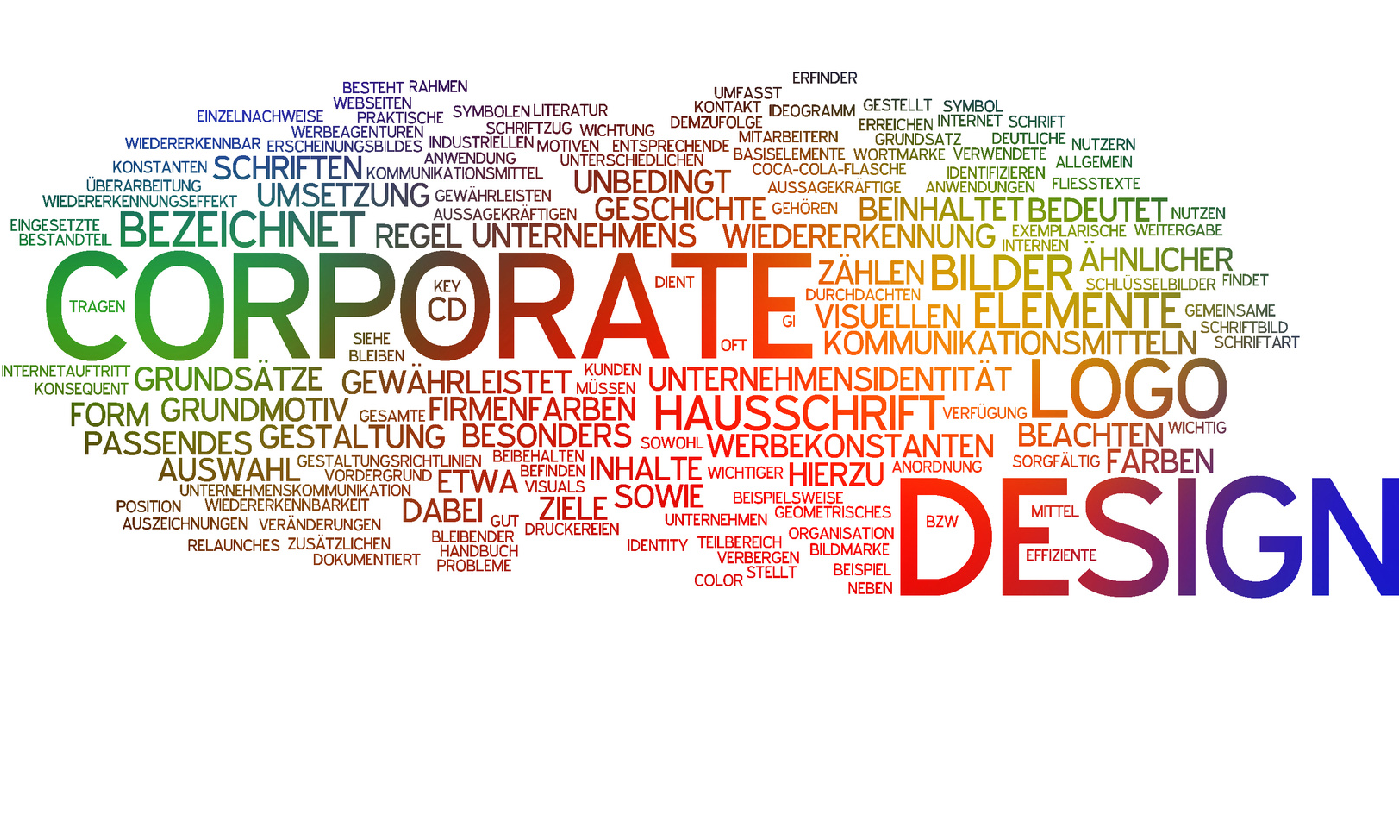 ERFINDER
BESTEHT RAHMEN UMFASST
WEBSEITEN KONTAKT IDEOGRAMM GESTELLT SYMBOL
EINZELNACHWEISE PRAKTISCHE SYMBOLEN LITERATUR DEMZUFOLGE ERREICHEN INTERNET SCHRIFT
WERBEAGENTUREN SCHRIFTZUG WICHTUNG MITARBEITERN GRUNDSATZ DEUTLICHE NUTZERN
WIEDERERKENNBAR ERSCHEINUNGSBILDES INDUSTRIELLEN MOTIVEN ENTSPRECHENDE BASISELEMENTE WORTMARKE VERWENDETE ALLGEMEIN
KONSTANTEN SCHRIFTEN KOMMUNIKATIONSMITTEL ANWENDUNG UNTERSCHIEDLICHEN COCA-COLA-FLASCHE IDENTIFIZIEREN
ÜBERARBEITUNG UMSETZUNG GEWÄHRLEISTEN UNBEDINGT AUSSAGEKRÄFTIGE ANWENDUNGEN FLIESSTEXTE
WIEDERERKENNUNGSEFFEKT AUSSAGEKRÄFTIGEN GESCHICHTE GEHÖREN BEINHALTET BEDEUTET NUTZEN
EINGESETZTE BEZEICHNET REGEL UNTERNEHMENS WIEDERERKENNUNG EXEMPLARISCHE WEITERGABE
BESTANDTEIL INTERNEN
CORPORATE ZÄHLEN BILDER ÄHNLICHER
TRAGEN KEY CD DIENT GI OFT DURCHDACHTEN SCHLÜSSELBILDER FINDET
VISUELLEN ELEMENTE GEMEINSAME
SCHRIFTBILD
SIEHE KOMMUNIKATIONSMITTELN SCHRIFTART
BLEIBEN
INTERNETAUFTRITT GRUNDSÄTZE GEWÄHRLEISTET KUNDEN UNTERNEHMENSIDENTITÄT LOGO
KONSEQUENT MÜSSEN
FORM GRUNDMOTIV GESAMTE FIRMENFARBEN HAUSSCHRIFT VERFÜGUNG
PASSENDES GESTALTUNG BESONDERS SOWOHL WERBEKONSTANTEN BEACHTEN WICHTIG
AUSWAHL GESTALTUNGSRICHTLINIEN BEIBEHALTEN INHALTE WICHTIGER HIERZU ANORDNUNG SORGFÄLTIG FARBEN
VORDERGRUND ETWA BEFINDEN
UNTERNEHMENSKOMMUNIKATION VISUALS SOWIE BEISPIELSWEISE DESIGN
POSITION WIEDERERKENNBARKEIT DABEI ZIELE GEOMETRISCHES BZW MITTEL
AUSZEICHNUNGEN VERÄNDERUNGEN GUT DRUCKEREIEN UNTERNEHMEN ORGANISATION
RELAUNCHES ZUSÄTZLICHEN BLEIBENDER IDENTITY TEILBEREICH BILDMARKE EFFIZIENTE
DOKUMENTIERT HANDBUCH VERBERGEN
PROBLEME COLOR STELLT BEISPIEL
NEBEN